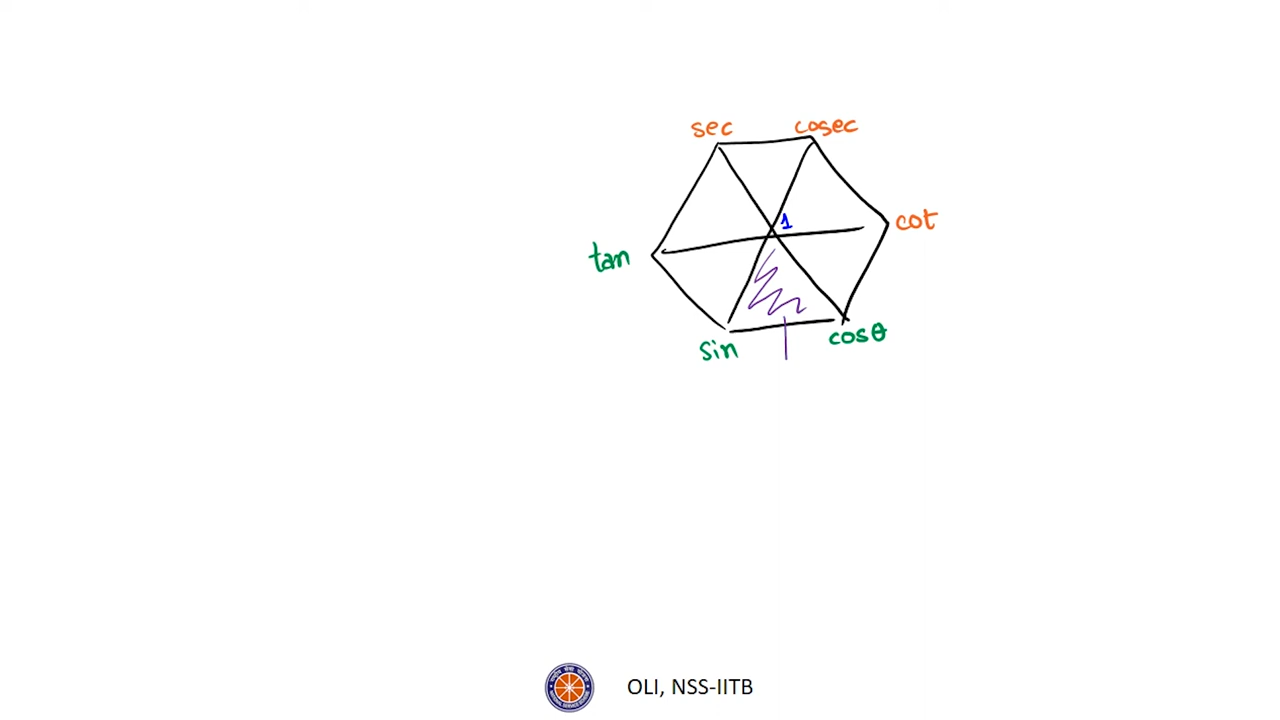 sec cosec
1
cot
tan
cosθ
sin
OLI, NSS-IITB